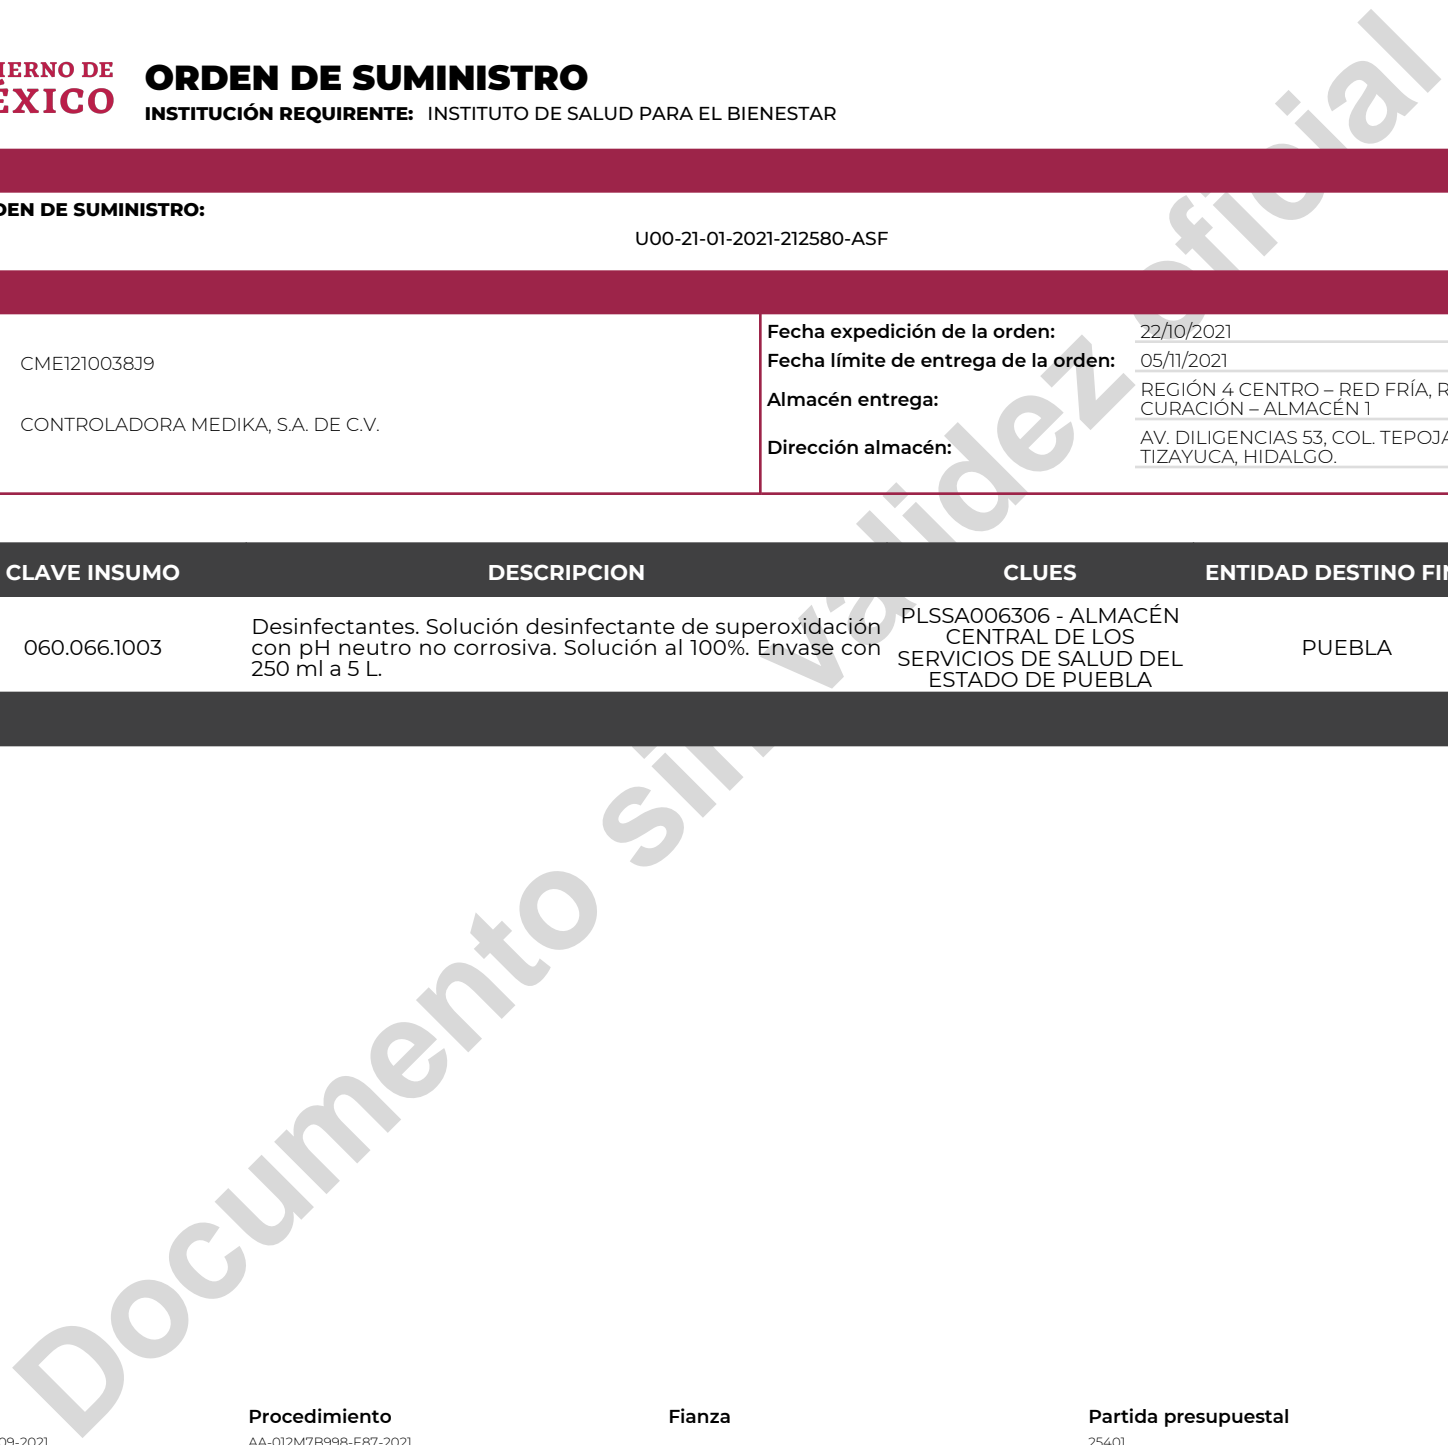 ORDEN DE SUMINISTRO
INSTITUCIÓN REQUIRENTE: INSTITUTO DE SALUD PARA EL BIENESTAR
DE
DE SUMINISTRO:
U00-21-01-2021-212580-ASF
CME1210038J9
CONTROLADORA MEDIKA, S.A. DE C.V.
Fecha expedición de la orden: 22/10/2021
Fecha límite de entrega de la orden: 05/11/2021
Almacén entrega: REGIÓN 4 CENTRO – RED FRÍA,
CURACIÓN – ALMACÉN 1
Dirección almacén: AV. DILIGENCIAS 53, COL.
TIZAYUCA, HIDALGO.
CLAVE INSUMO DESCRIPCION CLUES ENTIDAD DESTINO
060.066.1003
Desinfectantes. Solución desinfectante de superoxidación
con pH neutro no corrosiva. Solución al 100%. Envase con
250 ml a 5 L.
PLSSA006306 - ALMACÉN
CENTRAL DE LOS
SERVICIOS DE SALUD DEL
ESTADO DE PUEBLA
PUEBLA
Documento sin validez oficial
Procedimiento Fianza Partida presupuestal
AA-012M7B998-E87-2021 25401